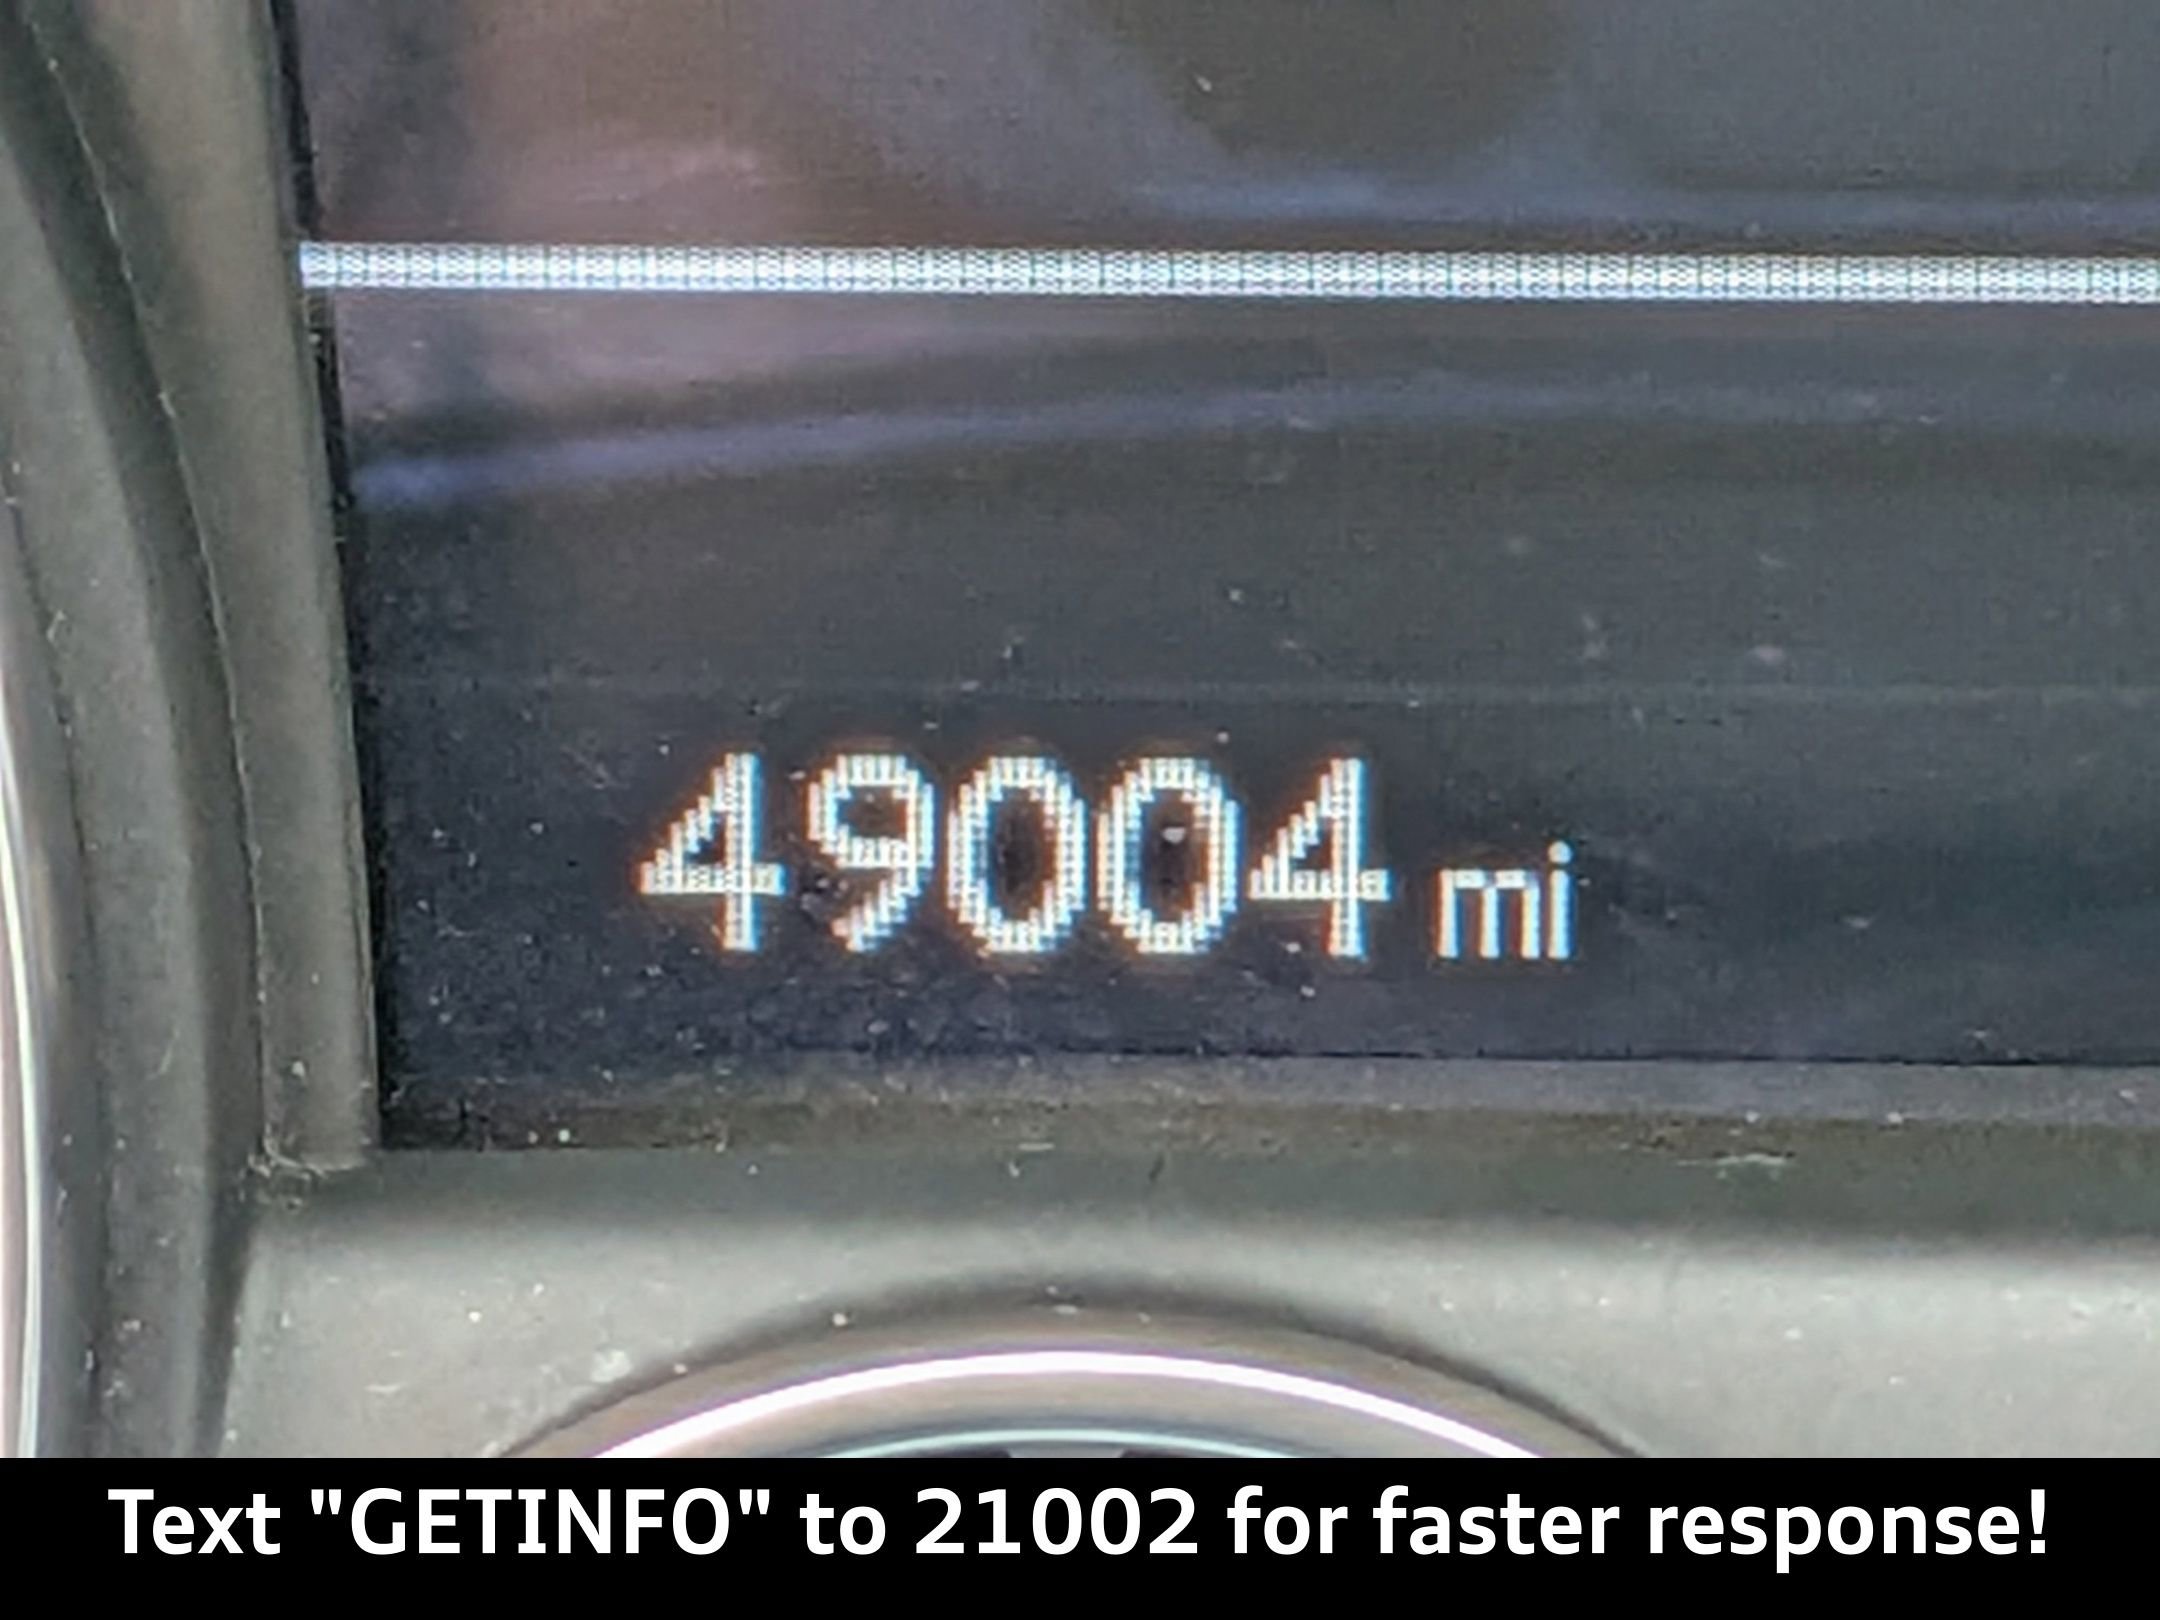 49004 mi
Text "GETINFO" to 21002 for faster response!